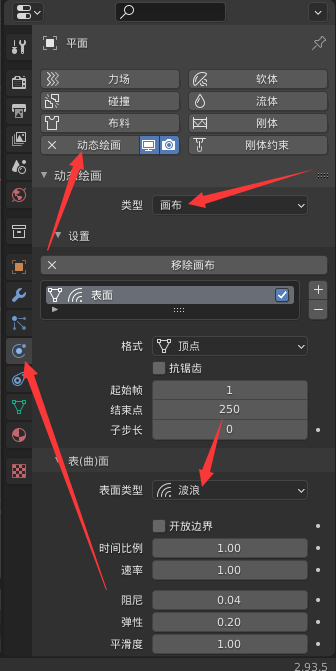 平面
力场 软体
碰撞 流体
布料 刚体
动态绘画 刚体约束
动态绘画
类型 画布
设置
移除画布
表面
格式 顶点
抗锯齿
起始帧 1
结束点 250
子步长 0
表(曲)面
表面类型 波浪
开放边界
时间比例 1.00
速率 1.00
阻尼 0.04
弹性 0.20
平滑度 1.00
2.93.5